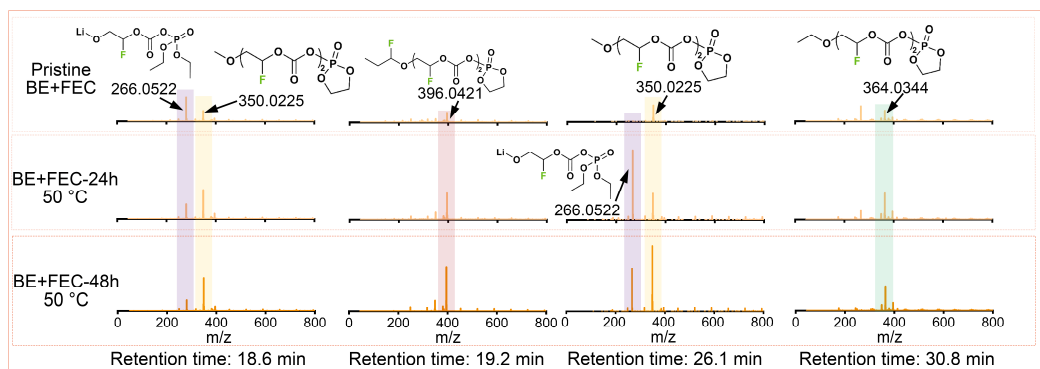 Pristine
BE+FEC
266.0522
350.0225
396.0421
350.0225
364.0344
BE+FEC-24h
50 °C
266.0522
BE+FEC-48h
50 °C
0 200 400 600 800
0 200 400 600 800
0 200 400 600 800
0 200 400 600 800
m/z m/z m/z m/z
Retention time: 18.6 min
Retention time: 19.2 min
Retention time: 26.1 min
Retention time: 30.8 min